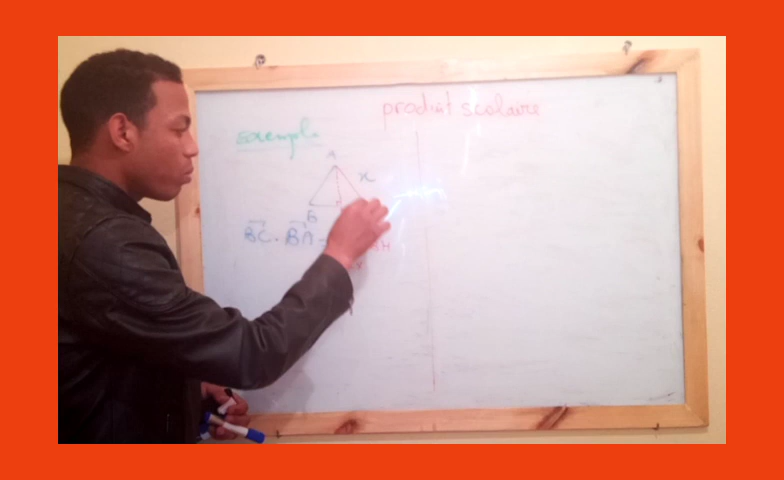 produit scolaire
exemple
A
x
B
BC . BA =
H